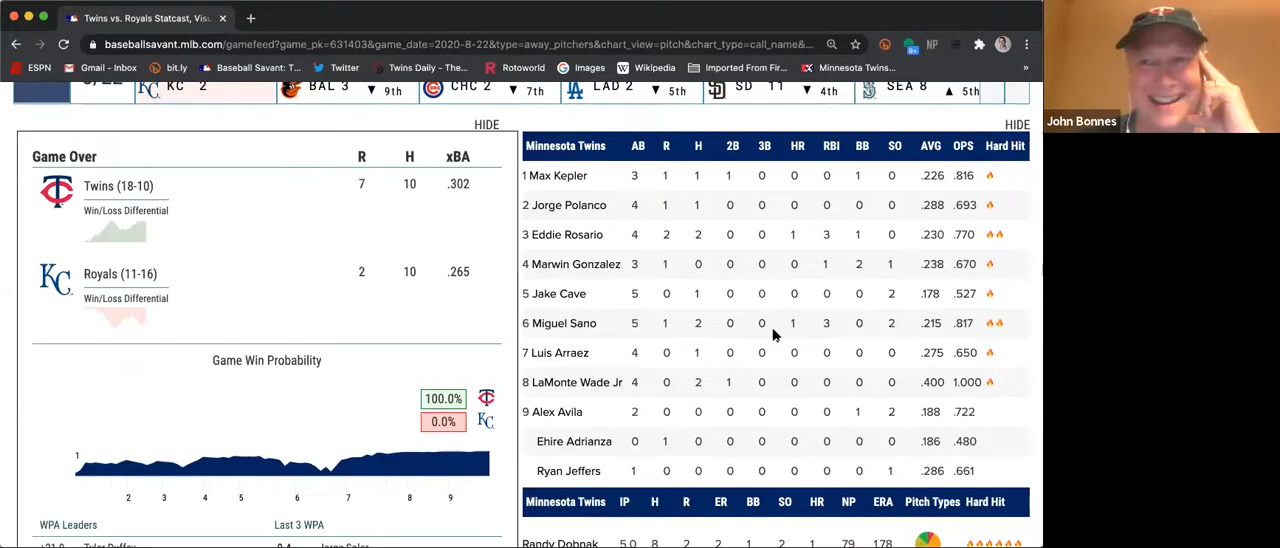 Twins vs. Royals Statcast, Visu
baseballsavant.mlb.com/gamefeed?game_pk=631403&game_date=2020-8-22&type=away_pitchers&chart_view=pitch&chart_type=call_name&...
ESPN Gmail - Inbox bit.ly Baseball Savant: T... Twitter Twins Daily - The... Rotoworld Images Wikipedia Imported From Fir... Minnesota Twins... »
KC 2 BAL 3 9th CHC 2 7th LAD 2 5th SD 11 4th SEA 8 5th
John Bonnes
HIDE HIDE
Game Over R H xBA
Twins (18-10) 7 10 .302
Win/Loss Differential
Royals (11-16) 2 10 .265
Win/Loss Differential
Game Win Probability
100.0%
0.0%
1
2 3 4 5 6 7 8 9
WPA Leaders Last 3 WPA
Minnesota Twins AB R H 2B 3B HR RBI BB SO AVG OPS Hard Hit
1 Max Kepler 3 1 1 1 0 0 0 1 0 .226 .816
2 Jorge Polanco 4 1 1 0 0 0 0 0 0 .288 .693
3 Eddie Rosario 4 2 2 0 0 1 3 1 0 .230 .770
4 Marwin Gonzalez 3 1 0 0 0 0 1 2 1 .238 .670
5 Jake Cave 5 0 1 0 0 0 0 0 2 .178 .527
6 Miguel Sano 5 1 2 0 0 1 3 0 2 .215 .817
7 Luis Arraez 4 0 1 0 0 0 0 0 0 .275 .650
8 LaMonte Wade Jr 4 0 2 1 0 0 0 0 0 .400 1.000
9 Alex Avila 2 0 0 0 0 0 0 1 2 .188 .722
Ehire Adrianza 0 1 0 0 0 0 0 0 0 .186 .480
Ryan Jeffers 1 0 0 0 0 0 0 0 1 .286 .661
Minnesota Twins IP H R ER BB SO HR NP ERA Pitch Types Hard Hit
Randy Dobnak 5.0 8 2 2 1 2 1 79 1.78